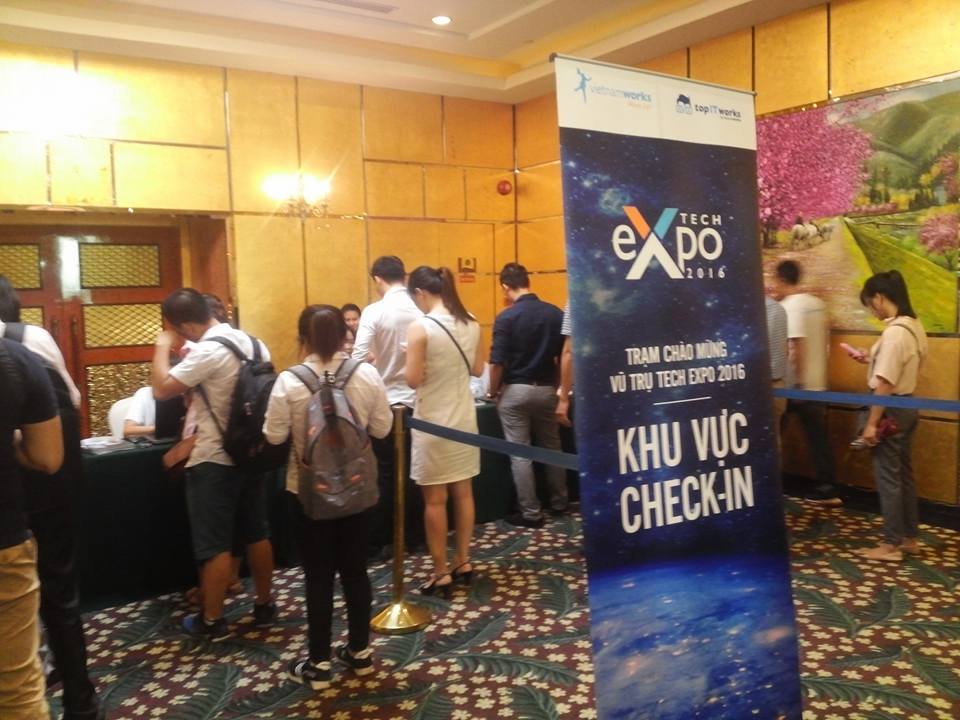 vietnamworks
topITworks
TECH
eXpo
2016
TRẠM CHÀO MỪNG
VŨ TRỤ TECH EXPO 2016
KHU VỰC
CHECK-IN